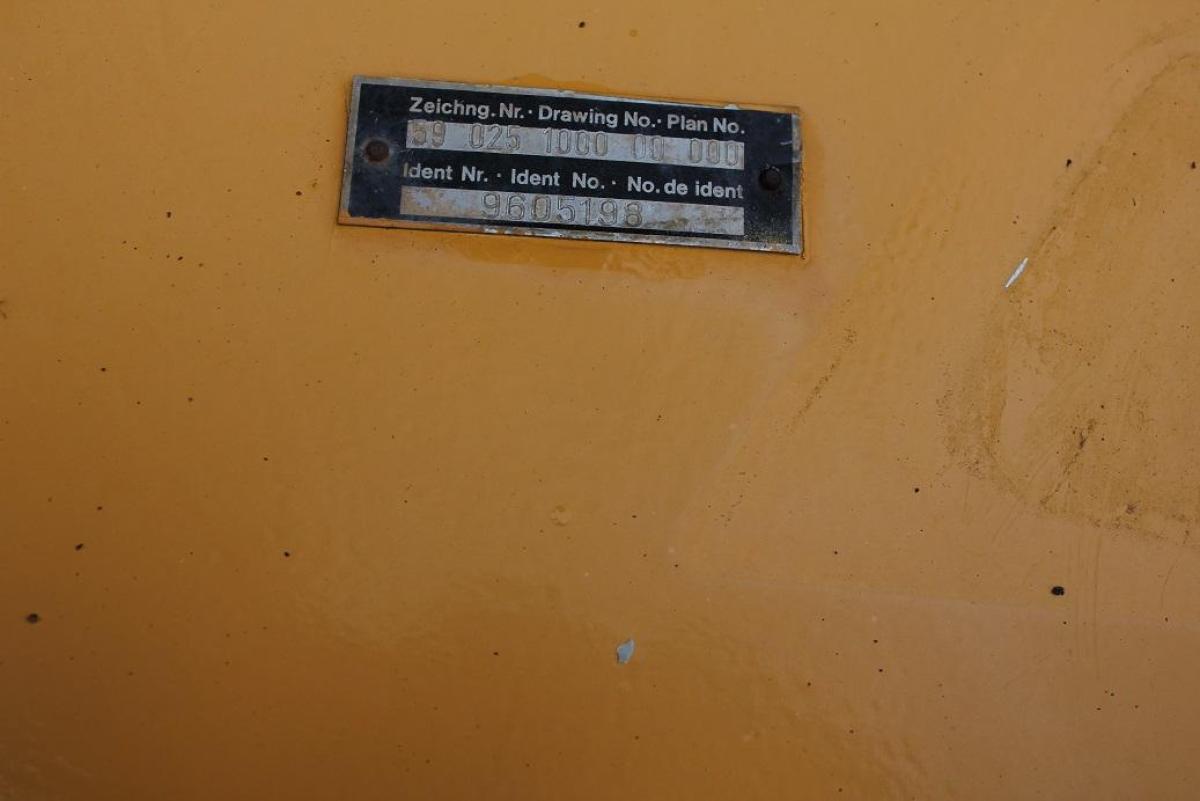 Zeichng. Nr. · Drawing No. · Plan No.
59 025 1000 00 000
Ident Nr. · Ident No. · No. de ident
9605198